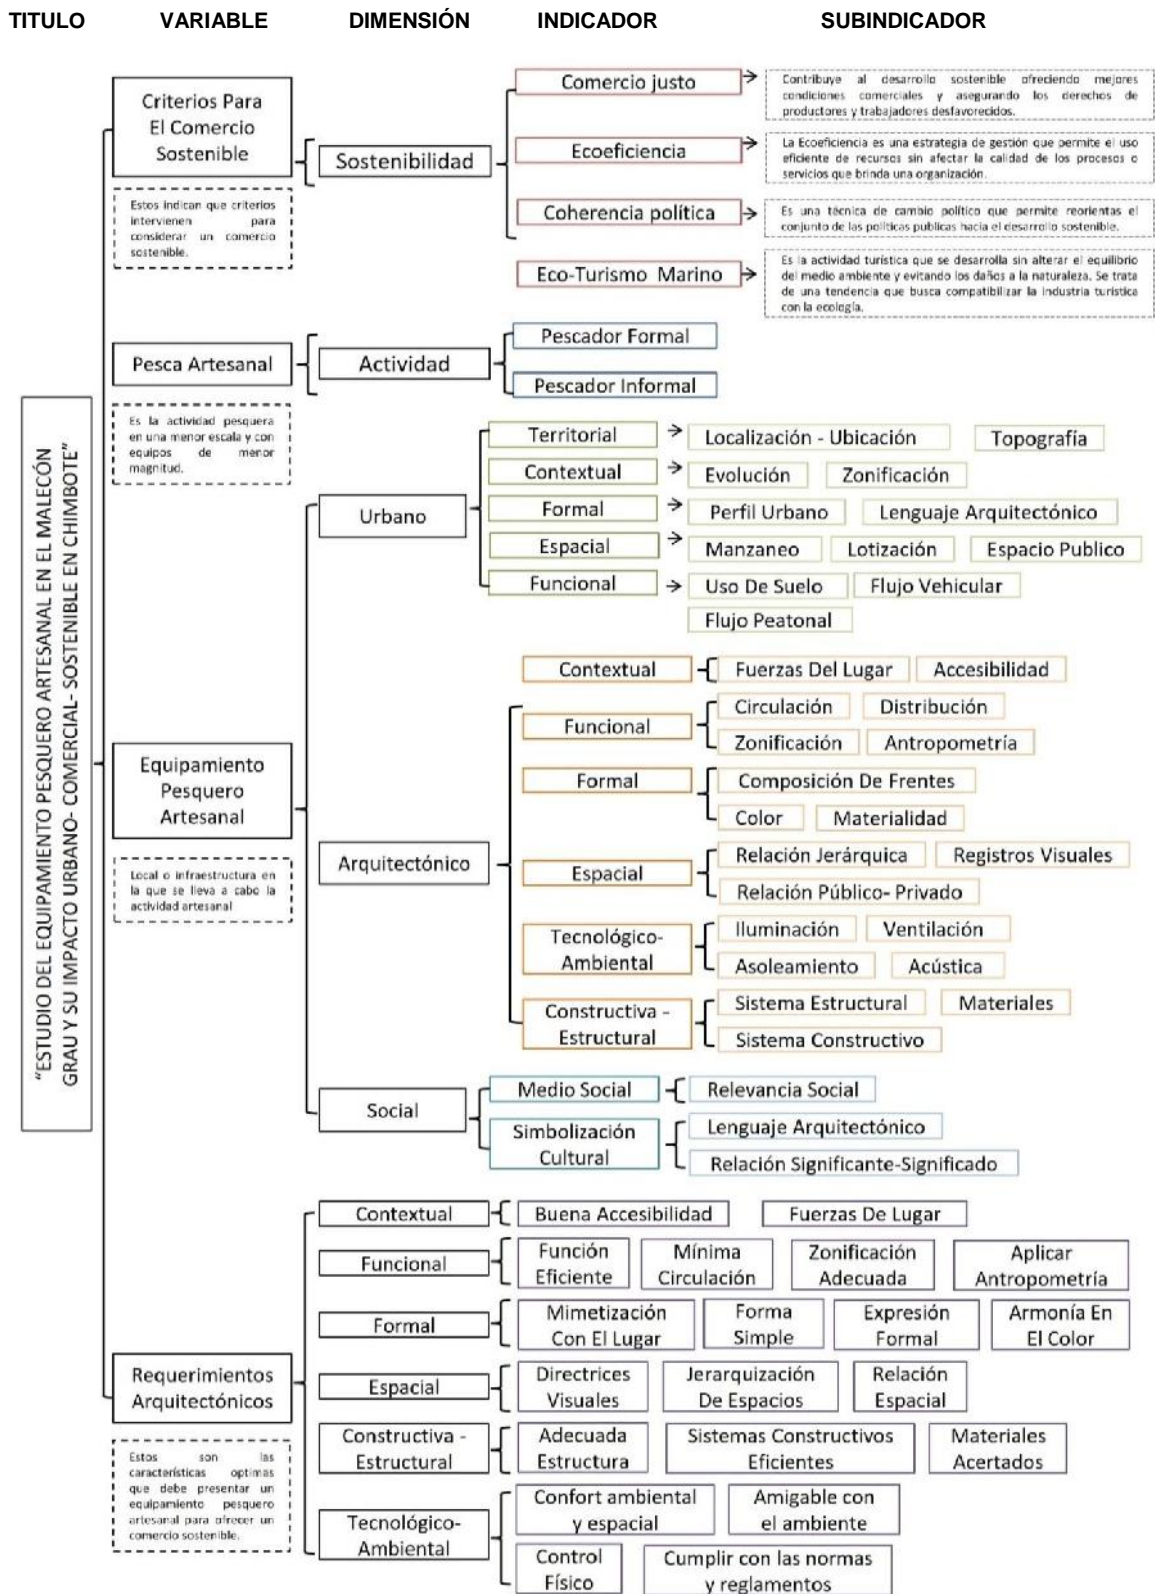 TITULO VARIABLE DIMENSIÓN INDICADOR SUBINDICADOR
"ESTUDIO DEL EQUIPAMIENTO PESQUERO ARTESANAL EN EL MALECÓN
GRAU Y SU IMPACTO URBANO- COMERCIAL- SOSTENIBLE EN CHIMBOTE"
Criterios Para
El Comercio
Sostenible
Estos indican que criterios
intervienen para
considerar un comercio
sostenible.
Sostenibilidad
Comercio justo
Contribuye al desarrollo sostenible ofreciendo mejores
condiciones comerciales y asegurando los derechos de
productores y trabajadores desfavorecidos.
Ecoeficiencia
La Ecoeficiencia es una estrategia de gestión que permite el uso
eficiente de recursos sin afectar la calidad de los procesos o
servicios que brinda una organización.
Coherencia política
Es una técnica de cambio político que permite reorientas el
conjunto de las políticas publicas hacia el desarrollo sostenible.
Eco-Turismo Marino
Es la actividad turística que se desarrolla sin alterar el equilibrio
del medio ambiente y evitando los daños a la naturaleza. Se trata
de una tendencia que busca compatibilizar la industria turística
con la ecología.
Pesca Artesanal
Es la actividad pesquera
en una menor escala y con
equipos de menor
magnitud.
Actividad
Pescador Formal
Pescador Informal
Equipamiento
Pesquero
Artesanal
Local o infraestructura en
la que se lleva a cabo la
actividad artesanal
Urbano
Territorial
Localización - Ubicación Topografía
Contextual
Evolución Zonificación
Formal
Perfil Urbano Lenguaje Arquitectónico
Espacial
Manzaneo Lotización Espacio Publico
Funcional
Uso De Suelo Flujo Vehicular
Flujo Peatonal
Arquitectónico
Contextual
Fuerzas Del Lugar Accesibilidad
Funcional
Circulación Distribución
Zonificación Antropometría
Formal
Composición De Frentes
Color Materialidad
Espacial
Relación Jerárquica Registros Visuales
Relación Público- Privado
Tecnológico-
Ambiental
Iluminación Ventilación
Asoleamiento Acústica
Constructiva -
Estructural
Sistema Estructural Materiales
Sistema Constructivo
Social
Medio Social
Relevancia Social
Simbolización
Cultural
Lenguaje Arquitectónico
Relación Significante-Significado
Requerimientos
Arquitectónicos
Estos son las
características optimas
que debe presentar un
equipamiento pesquero
artesanal para ofrecer un
comercio sostenible.
Contextual
Buena Accesibilidad Fuerzas De Lugar
Funcional
Función
Eficiente
Mínima
Circulación
Zonificación
Adecuada
Aplicar
Antropometría
Formal
Mimetización
Con El Lugar
Forma
Simple
Expresión
Formal
Armonía En
El Color
Espacial
Directrices
Visuales
Jerarquización
De Espacios
Relación
Espacial
Constructiva -
Estructural
Adecuada
Estructura
Sistemas Constructivos
Eficientes
Materiales
Acertados
Tecnológico-
Ambiental
Confort ambiental
y espacial
Amigable con
el ambiente
Control
Físico
Cumplir con las normas
y reglamentos